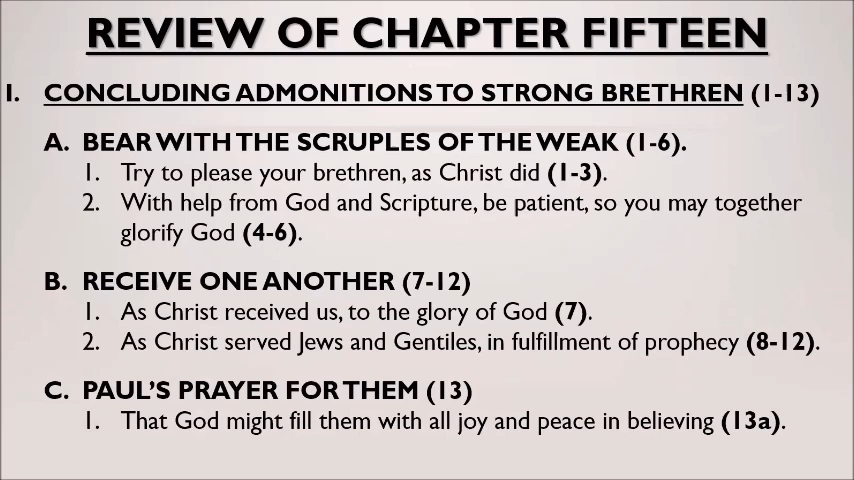 REVIEW OF CHAPTER FIFTEEN
I. CONCLUDING ADMONITIONS TO STRONG BRETHREN (1-13)
A. BEAR WITH THE SCRUPLES OF THE WEAK (1-6).
1. Try to please your brethren, as Christ did (1-3).
2. With help from God and Scripture, be patient, so you may together
glorify God (4-6).
B. RECEIVE ONE ANOTHER (7-12)
1. As Christ received us, to the glory of God (7).
2. As Christ served Jews and Gentiles, in fulfillment of prophecy (8-12).
C. PAUL'S PRAYER FOR THEM (13)
1. That God might fill them with all joy and peace in believing (13a).